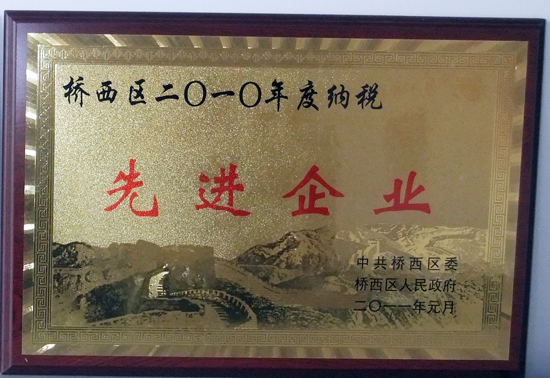 桥西区二〇一〇年度纳税
先进企业
中共桥西区委
桥西区人民政府
二〇一一年元月